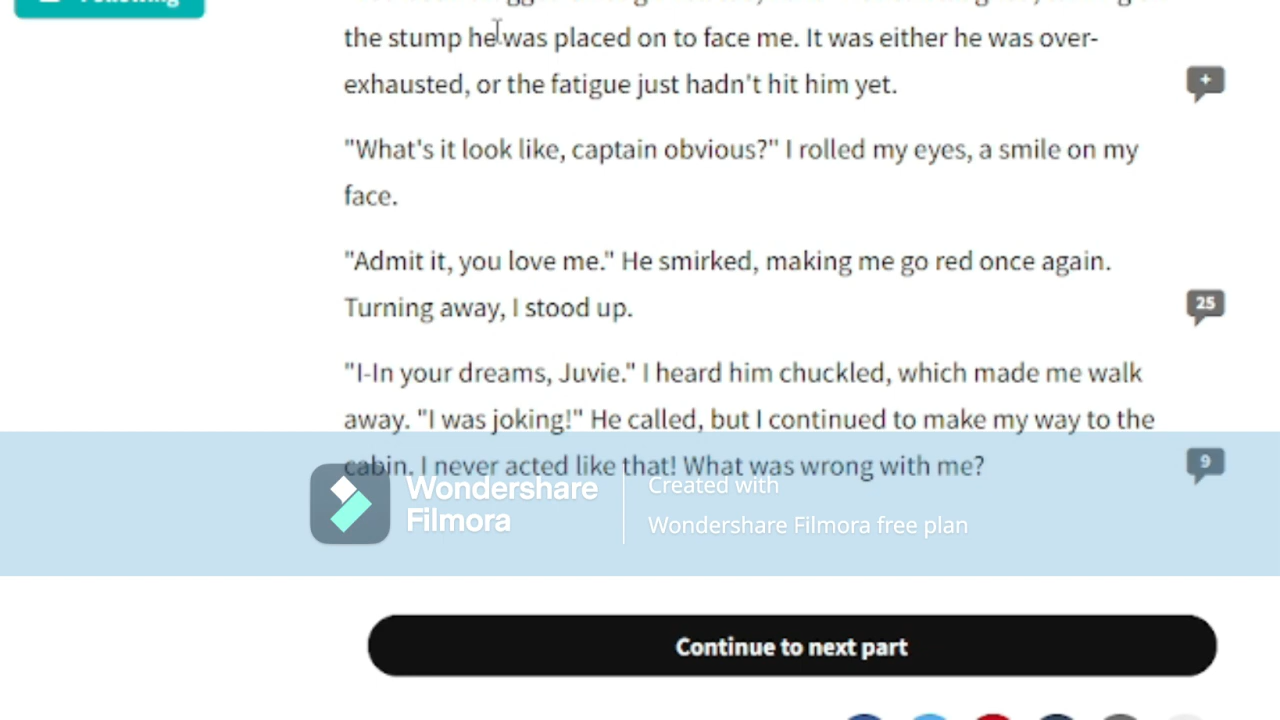 Following
the stump he was placed on to face me. It was either he was over-
exhausted, or the fatigue just hadn't hit him yet.
+
"What's it look like, captain obvious?" I rolled my eyes, a smile on my
face.
"Admit it, you love me." He smirked, making me go red once again.
Turning away, I stood up.
25
"I-In your dreams, Juvie." I heard him chuckled, which made me walk
away. "I was joking!" He called, but I continued to make my way to the
cabin. I never acted like that! What was wrong with me?
9
Wondershare
Filmora
Created with
Wondershare Filmora free plan
Continue to next part